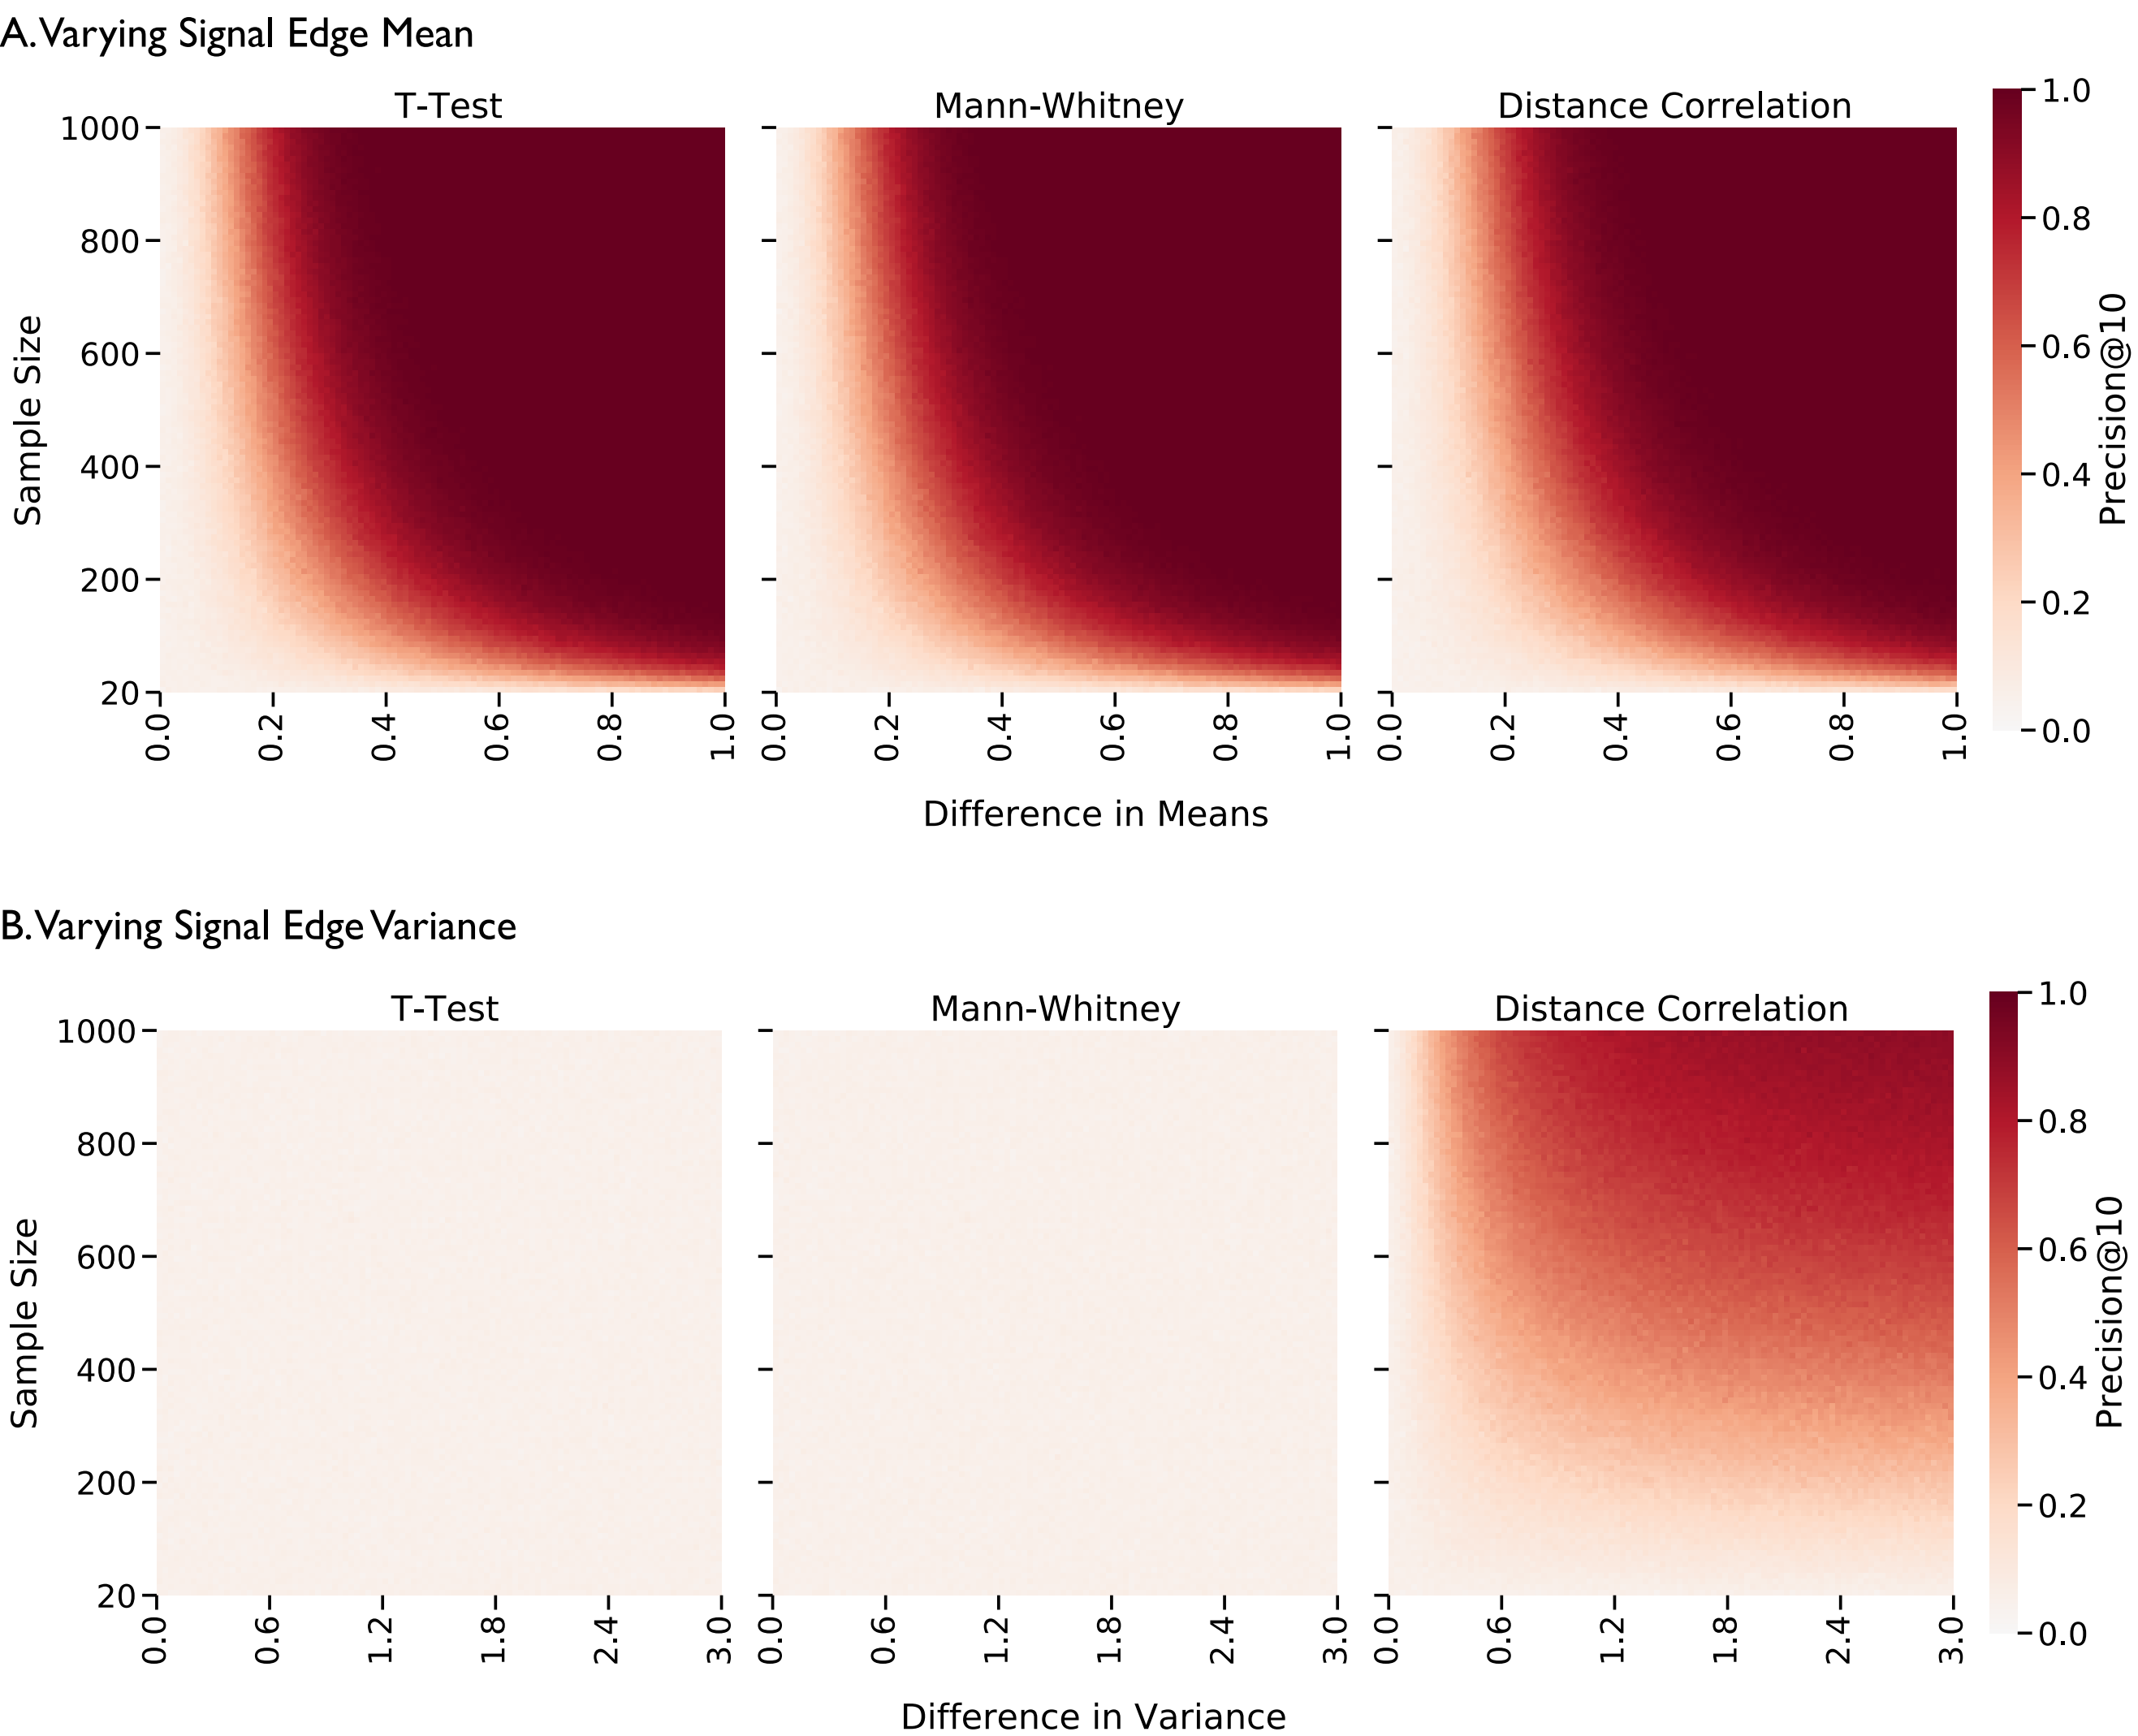 A. Varying Signal Edge Mean
T-Test
Mann-Whitney
Distance Correlation
1000
800
600
400
200
20
Sample Size
0.0 0.2 0.4 0.6 0.8 1.0
0.0 0.2 0.4 0.6 0.8 1.0
0.0 0.2 0.4 0.6 0.8 1.0
Difference in Means
1.0
0.8
0.6
0.4
0.2
0.0
Precision@10
B. Varying Signal Edge Variance
T-Test
Mann-Whitney
Distance Correlation
1000
800
600
400
200
20
Sample Size
0.0 0.6 1.2 1.8 2.4 3.0
0.0 0.6 1.2 1.8 2.4 3.0
0.0 0.6 1.2 1.8 2.4 3.0
Difference in Variance
1.0
0.8
0.6
0.4
0.2
0.0
Precision@10